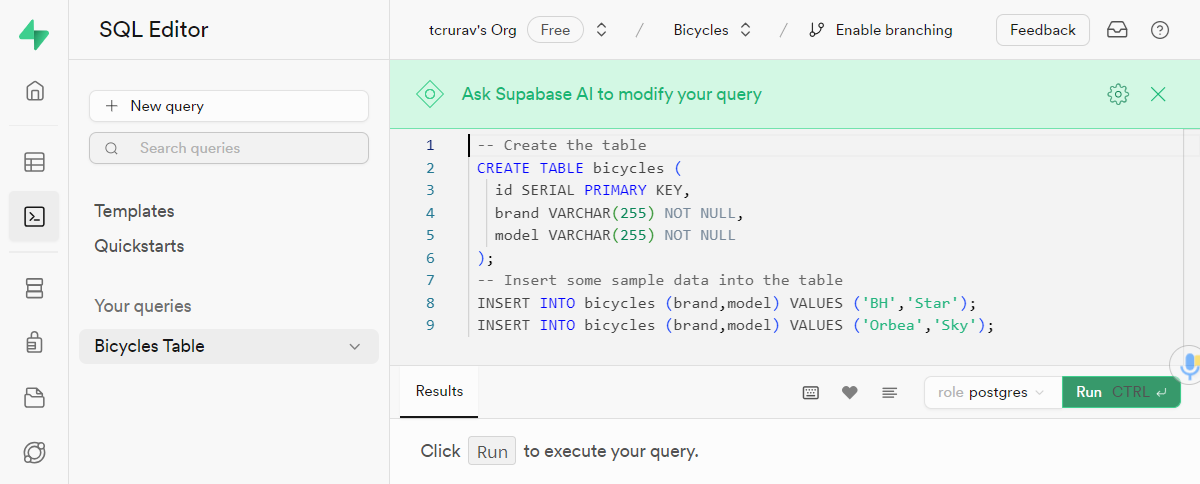 SQL Editor
tcrurav's Org Free / Bicycles / Enable branching Feedback
New query
Search queries
Templates
Quickstarts
Your queries
Bicycles Table
Ask Supabase AI to modify your query
1 -- Create the table
2 CREATE TABLE bicycles (
3 id SERIAL PRIMARY KEY,
4 brand VARCHAR(255) NOT NULL,
5 model VARCHAR(255) NOT NULL
6 );
7 -- Insert some sample data into the table
8 INSERT INTO bicycles (brand,model) VALUES ('BH','Star');
9 INSERT INTO bicycles (brand,model) VALUES ('Orbea','Sky');
Results
role postgres Run CTRL ↵
Click Run to execute your query.